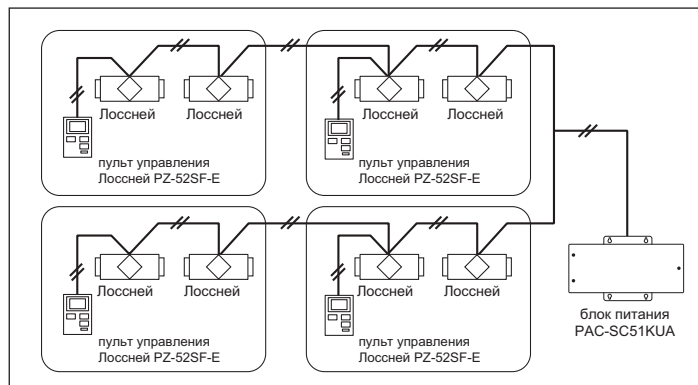 Лоссней Лоссней
пульт управления
Лоссней PZ-52SF-E
Лоссней Лоссней
пульт управления
Лоссней PZ-52SF-E
Лоссней Лоссней
пульт управления
Лоссней PZ-52SF-E
Лоссней Лоссней
пульт управления
Лоссней PZ-52SF-E
блок питания
PAC-SC51KUA